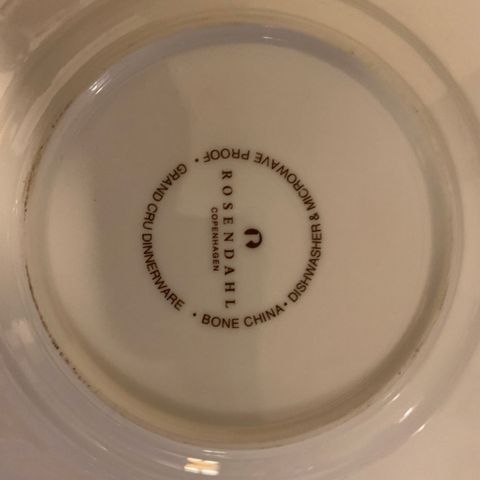 ROSENDAHL
COPENHAGEN
GRAND CRU DINNERWARE • BONE CHINA • DISHWASHER & MICROWAVE PROOF •